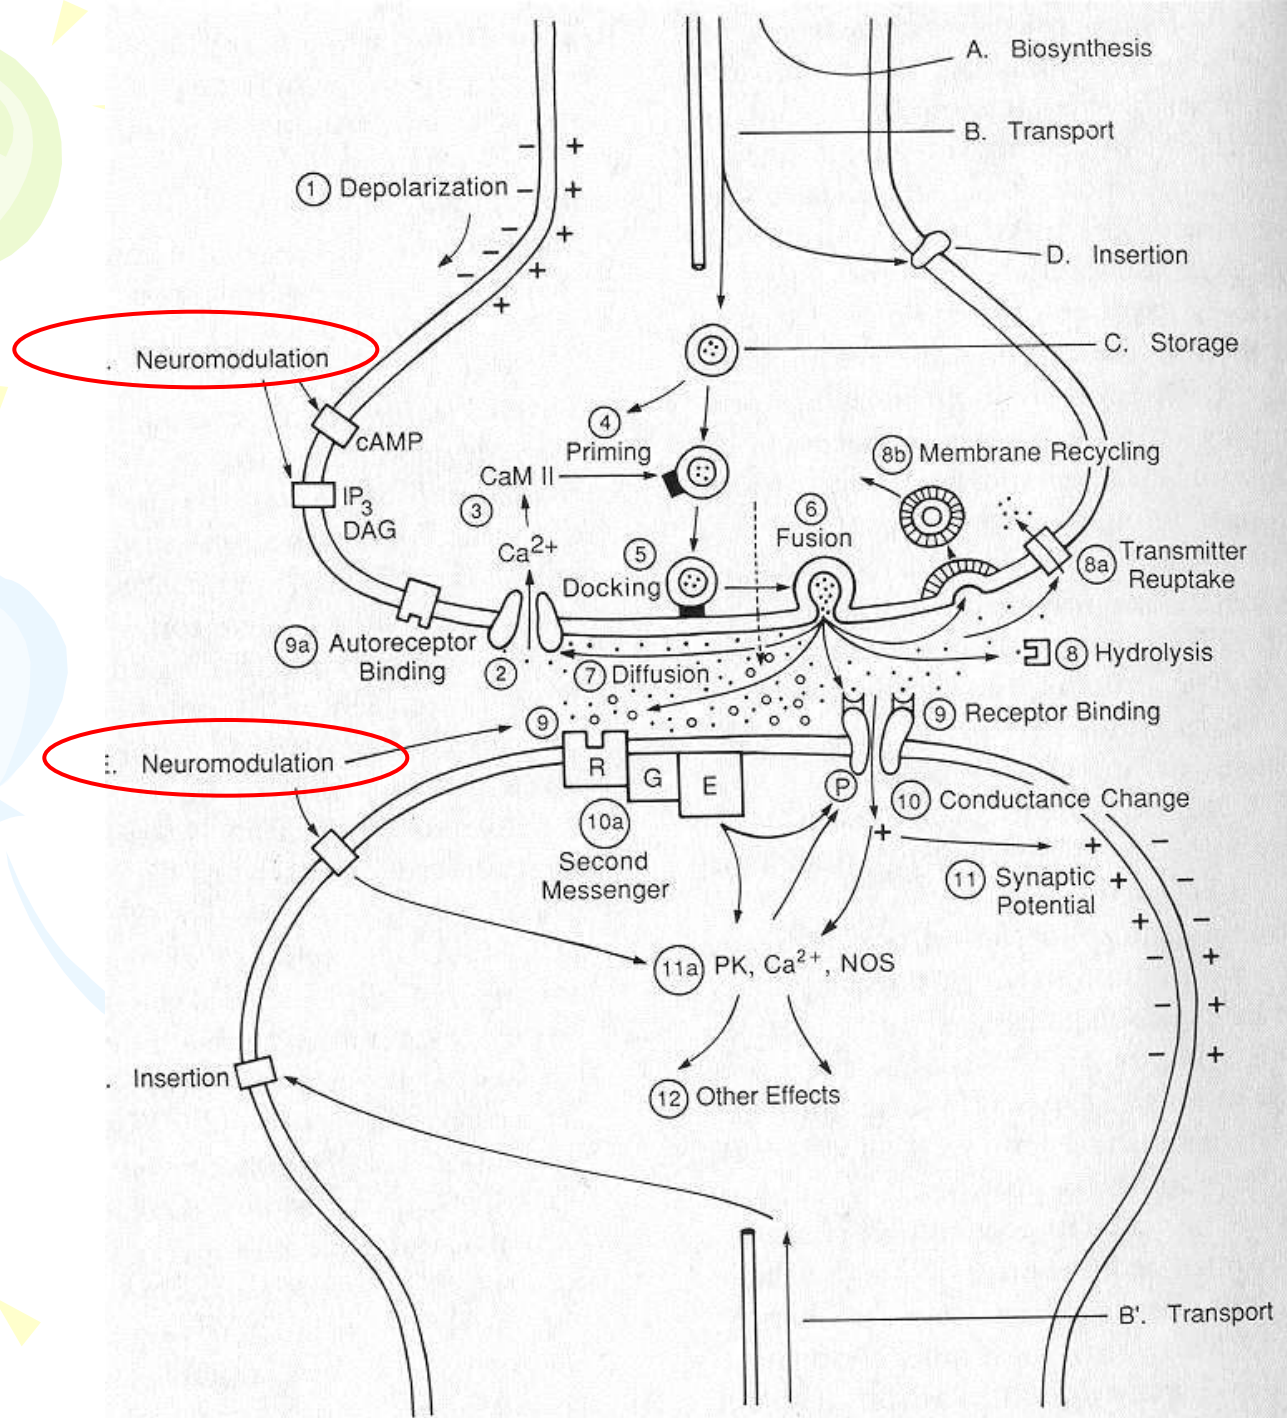 A. Biosynthesis
B. Transport
1 Depolarization
D. Insertion
C. Storage
. Neuromodulation
4
Priming
cAMP
8b Membrane Recycling
CaM II
IP3
DAG
3
6
Fusion
Ca2+
5
Docking
8a Transmitter
Reuptake
9a Autoreceptor
Binding
2
7 Diffusion
8 Hydrolysis
9
9 Receptor Binding
E. Neuromodulation
R
G
E
P
10 Conductance Change
10a
Second
Messenger
11 Synaptic
Potential
11a PK, Ca2+, NOS
. Insertion
12 Other Effects
B'. Transport